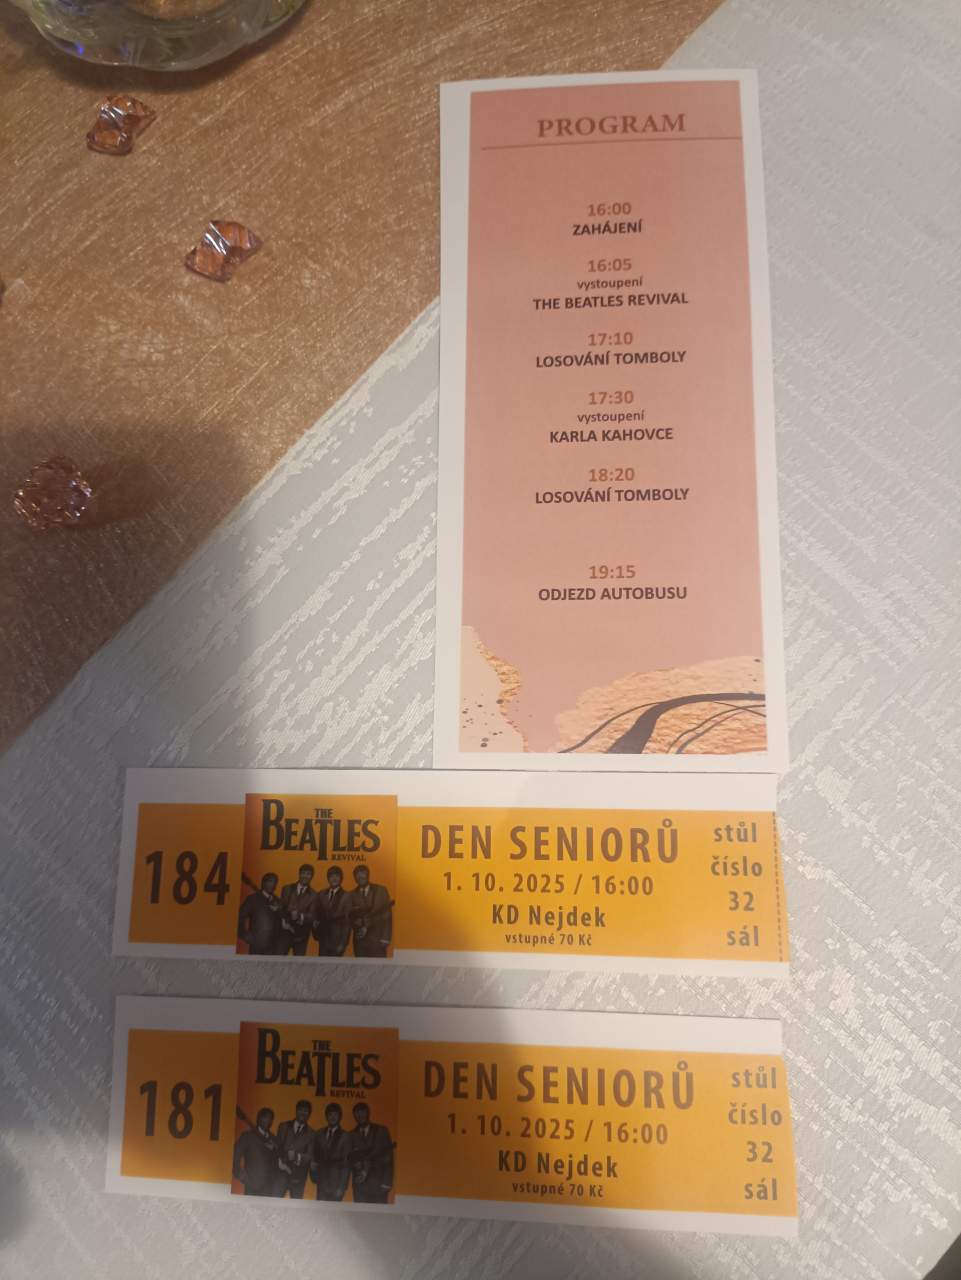 PROGRAM
16:00
ZAHÁJENÍ
16:05
vystoupení
THE BEATLES REVIVAL
17:10
LOSOVÁNÍ TOMBOLY
17:30
vystoupení
KARLA KAHOVCE
18:20
LOSOVÁNÍ TOMBOLY
19:15
ODJEZD AUTOBUSU
184
THE
BEATLES
REVIVAL
DEN SENIORŮ
1. 10. 2025 / 16:00
KD Nejdek
vstupné 70 Kč
stůl
číslo
32
sál
181
THE
BEATLES
REVIVAL
DEN SENIORŮ
1. 10. 2025 / 16:00
KD Nejdek
vstupné 70 Kč
stůl
číslo
32
sál